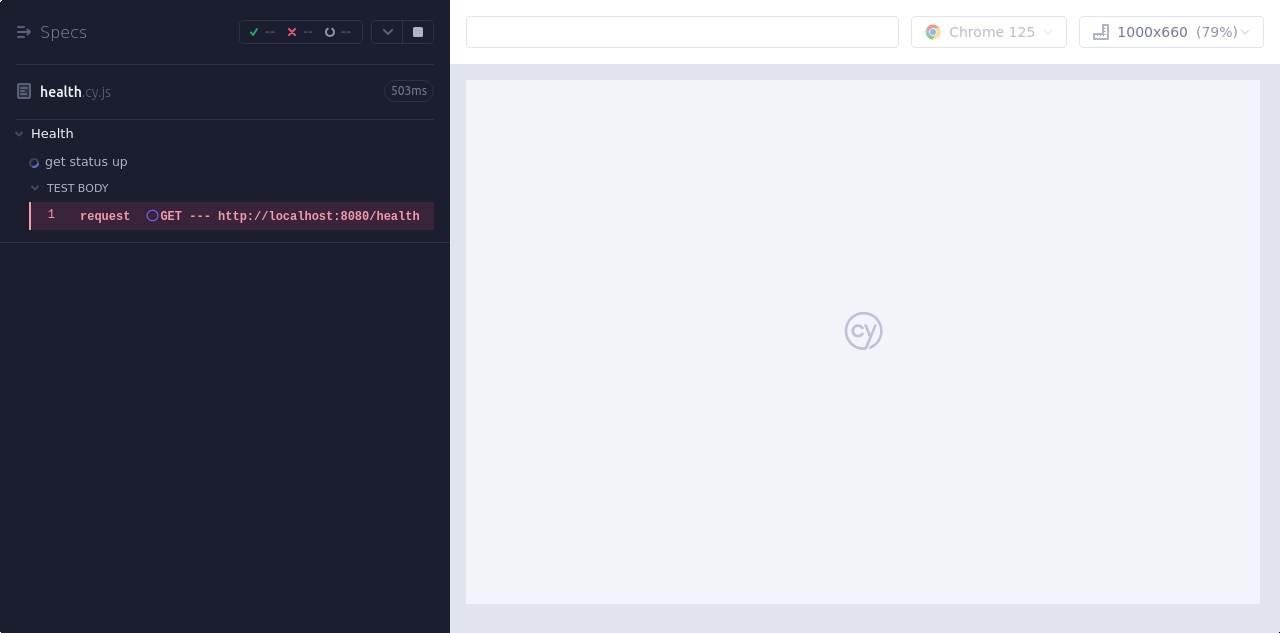 Specs
-- -- --
Chrome 125
1000x660 (79%)
health.cy.js
503ms
Health
get status up
TEST BODY
1 request GET --- http://localhost:8080/health
cy